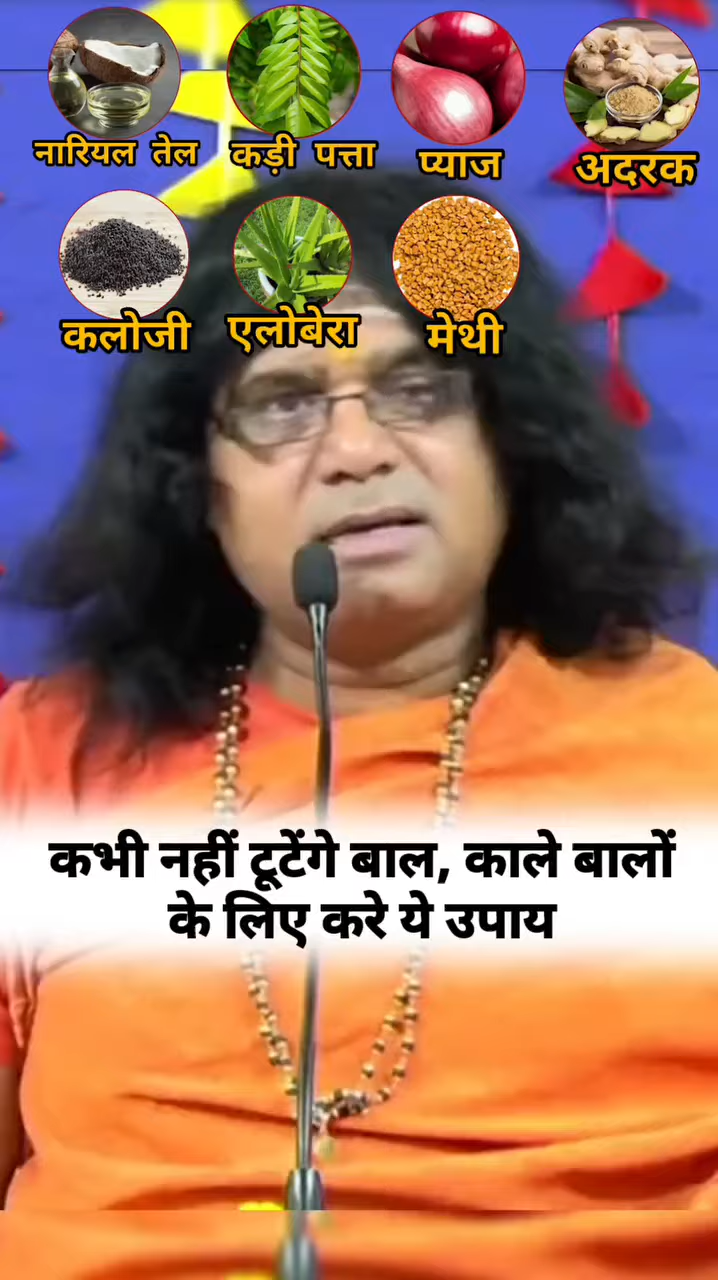 नारियल तेल
कड़ी पत्ता
प्याज
अदरक
कलोजी
एलोबेरा
मेथी
कभी नहीं टूटेंगे बाल, काले बालों
के लिए करे ये उपाय